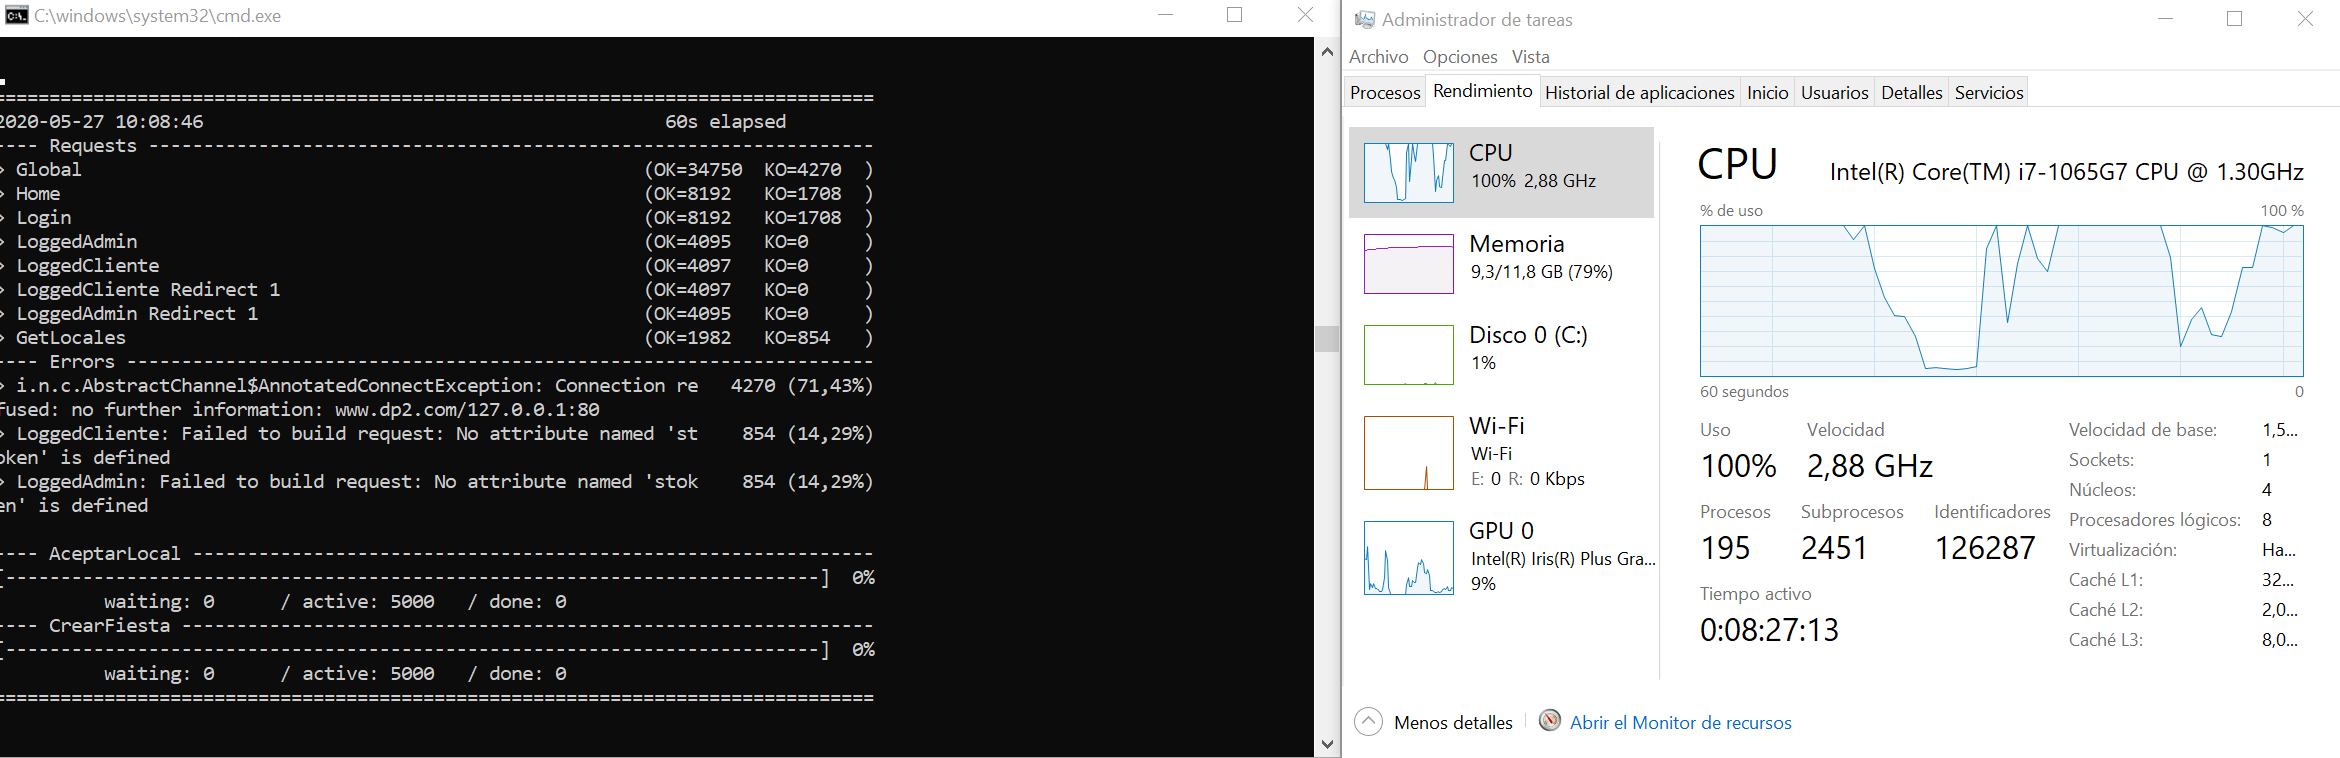 C:\windows\system32\cmd.exe
================================================================================
2020-05-27 10:08:46 60s elapsed
---- Requests ------------------------------------------------------------------
> Global (OK=34750 KO=4270 )
> Home (OK=8192 KO=1708 )
> Login (OK=8192 KO=1708 )
> LoggedAdmin (OK=4095 KO=0 )
> LoggedCliente (OK=4097 KO=0 )
> LoggedCliente Redirect 1 (OK=4097 KO=0 )
> LoggedAdmin Redirect 1 (OK=4095 KO=0 )
> GetLocales (OK=1982 KO=854 )
---- Errors --------------------------------------------------------------------
> i.n.c.AbstractChannel$AnnotatedConnectException: Connection re 4270 (71,43%)
fused: no further information: www.dp2.com/127.0.0.1:80
> LoggedCliente: Failed to build request: No attribute named 'st 854 (14,29%)
oken' is defined
> LoggedAdmin: Failed to build request: No attribute named 'stok 854 (14,29%)
en' is defined
---- AceptarLocal --------------------------------------------------------------
[--------------------------------------------------------------------------] 0%
waiting: 0 / active: 5000 / done: 0
---- CrearFiesta ---------------------------------------------------------------
[--------------------------------------------------------------------------] 0%
waiting: 0 / active: 5000 / done: 0
================================================================================
Administrador de tareas
Archivo Opciones Vista
Procesos Rendimiento Historial de aplicaciones Inicio Usuarios Detalles Servicios
CPU
100% 2,88 GHz
Memoria
9,3/11,8 GB (79%)
Disco 0 (C:)
1%
Wi-Fi
Wi-Fi
E: 0 R: 0 Kbps
GPU 0
Intel(R) Iris(R) Plus Gra...
9%
CPU Intel(R) Core(TM) i7-1065G7 CPU @ 1.30GHz
% de uso 100 %
60 segundos 0
Uso Velocidad
100% 2,88 GHz
Procesos Subprocesos Identificadores
195 2451 126287
Tiempo activo
0:08:27:13
Velocidad de base: 1,5...
Sockets: 1
Núcleos: 4
Procesadores lógicos: 8
Virtualización: Ha...
Caché L1: 32...
Caché L2: 2,0...
Caché L3: 8,0...
Menos detalles Abrir el Monitor de recursos